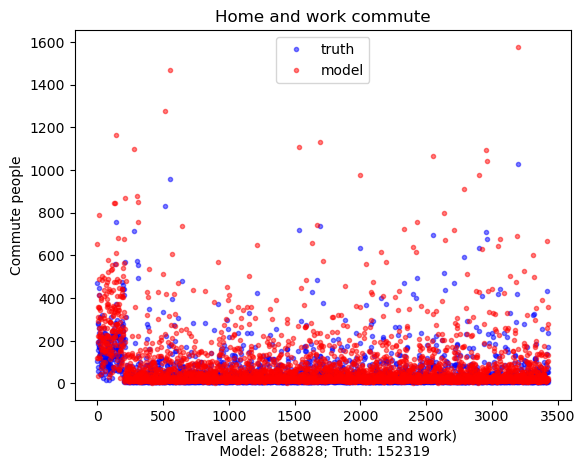 Home and work commute
truth
model
Commute people
1600
1400
1200
1000
800
600
400
200
0
0 500 1000 1500 2000 2500 3000 3500
Travel areas (between home and work)
Model: 268828; Truth: 152319